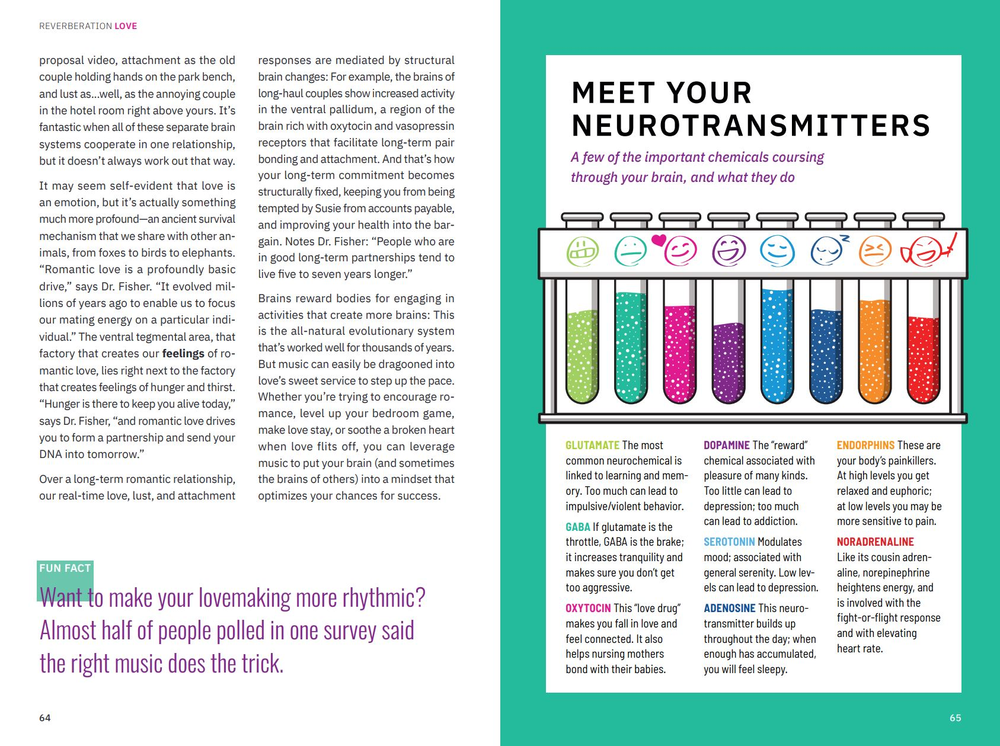 REVERBERATION LOVE
proposal video, attachment as the old
couple holding hands on the park bench,
and lust as...well, as the annoying couple
in the hotel room right above yours. It’s
fantastic when all of these separate brain
systems cooperate in one relationship,
but it doesn’t always work out that way.
It may seem self-evident that love is
an emotion, but it’s actually something
much more profound—an ancient survival
mechanism that we share with other an-
imals, from foxes to birds to elephants.
“Romantic love is a profoundly basic
drive,” says Dr. Fisher. “It evolved mil-
lions of years ago to enable us to focus
our mating energy on a particular indi-
vidual.” The ventral tegmental area, that
factory that creates our feelings of ro-
mantic love, lies right next to the factory
that creates feelings of hunger and thirst.
“Hunger is there to keep you alive today,”
says Dr. Fisher, “and romantic love drives
you to form a partnership and send your
DNA into tomorrow.”
Over a long-term romantic relationship,
our real-time love, lust, and attachment
responses are mediated by structural
brain changes: For example, the brains of
long-haul couples show increased activity
in the ventral pallidum, a region of the
brain rich with oxytocin and vasopressin
receptors that facilitate long-term pair
bonding and attachment. And that’s how
your long-term commitment becomes
structurally fixed, keeping you from being
tempted by Susie from accounts payable,
and improving your health into the bar-
gain. Notes Dr. Fisher: “People who are
in good long-term partnerships tend to
live five to seven years longer.”
Brains reward bodies for engaging in
activities that create more brains: This
is the all-natural evolutionary system
that’s worked well for thousands of years.
But music can easily be dragooned into
love’s sweet service to step up the pace.
Whether you’re trying to encourage ro-
mance, level up your bedroom game,
make love stay, or soothe a broken heart
when love flits off, you can leverage
music to put your brain (and sometimes
the brains of others) into a mindset that
optimizes your chances for success.
FUN FACT
Want to make your lovemaking more rhythmic?
Almost half of people polled in one survey said
the right music does the trick.
64
MEET YOUR
NEUROTRANSMITTERS
A few of the important chemicals coursing
through your brain, and what they do
z
GLUTAMATE The most
common neurochemical is
linked to learning and mem-
ory. Too much can lead to
impulsive/violent behavior.
GABA If glutamate is the
throttle, GABA is the brake;
it increases tranquility and
makes sure you don’t get
too aggressive.
OXYTOCIN This “love drug”
makes you fall in love and
feel connected. It also
helps nursing mothers
bond with their babies.
DOPAMINE The “reward”
chemical associated with
pleasure of many kinds.
Too little can lead to
depression; too much
can lead to addiction.
SEROTONIN Modulates
mood; associated with
general serenity. Low lev-
els can lead to depression.
ADENOSINE This neuro-
transmitter builds up
throughout the day; when
enough has accumulated,
you will feel sleepy.
ENDORPHINS These are
your body’s painkillers.
At high levels you get
relaxed and euphoric;
at low levels you may be
more sensitive to pain.
NORADRENALINE
Like its cousin adren-
aline, norepinephrine
heightens energy, and
is involved with the
fight-or-flight response
and with elevating
heart rate.
65